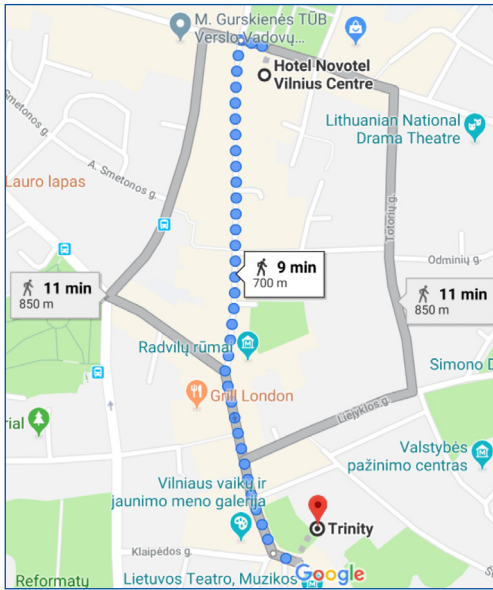 M. Gurskienės TŪB
Verslo Vadovų...
Hotel Novotel
Vilnius Centre
Lithuanian National
Drama Theatre
Smetonos g.
A. Smetonos g.
Lauro lapas
Totorių g.
Odminių g.
9 min
700 m
11 min
850 m
11 min
850 m
Radvilų rūmai
Simono D
Grill London
Liejyklos g.
rial
Valstybės
pažinimo centras
Vilniaus vaikų ir
jaunimo meno galerija
Trinity
Klaipėdos g.
Reformatų
Lietuvos Teatro, Muzikos
Google